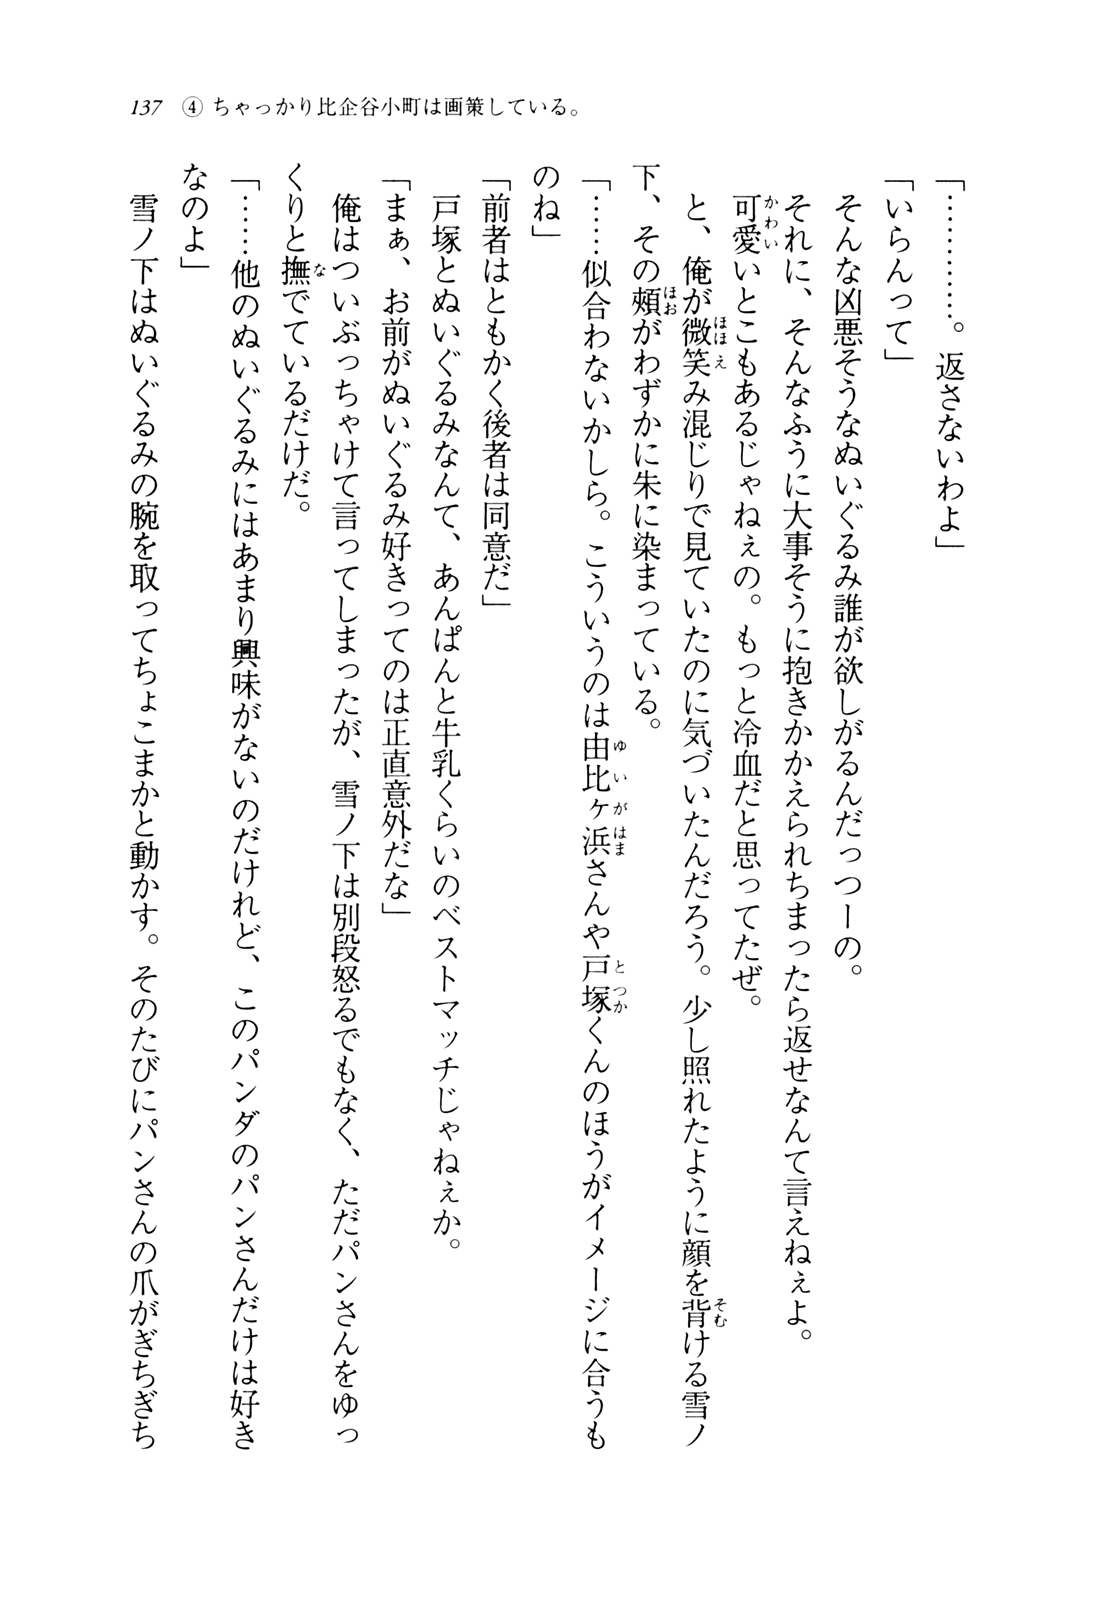 137 ④ ちゃっかり比企谷小町は画策している。
「…………。返さないわよ」
「いらんって」
そんな凶悪そうなぬいぐるみ誰が欲しがるんだっつーの。
それに、そんなふうに大事そうに抱きかかえられちまったら返せなんて言えねぇよ。
可愛いとこもあるじゃねぇの。もっと冷血だと思ってたぜ。
かわい
と、俺が微笑み混じりで見ていたのに気づいたんだろう。少し照れたように顔を背ける雪ノ
ほほえ
そむ
下、その頰がわずかに朱に染まっている。
ほお
「……似合わないかしら。こういうのは由比ヶ浜さんや戸塚くんのほうがイメージに合うも
ゆいがはま
とつか
のね」
「前者はともかく後者は同意だ」
戸塚とぬいぐるみなんて、あんぱんと牛乳くらいのベストマッチじゃねぇか。
「まぁ、お前がぬいぐるみ好きってのは正直意外だな」
俺はついぶっちゃけて言ってしまったが、雪ノ下は別段怒るでもなく、ただパンさんをゆっ
くりと撫でているだけだ。
な
「……他のぬいぐるみにはあまり興味がないのだけれど、このパンダのパンさんだけは好き
なのよ」
雪ノ下はぬいぐるみの腕を取ってちょこまかと動かす。そのたびにパンさんの爪がぎちぎち